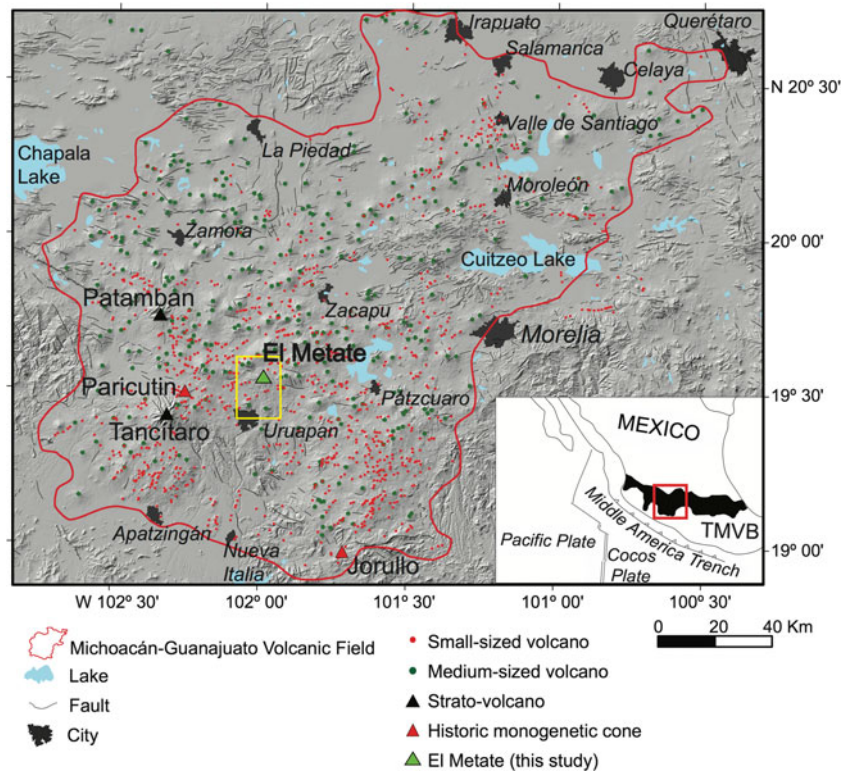 Irapuato
Querétaro
Salamanca
Celaya
N 20º 30'
Valle de Santiago
Chapala
Lake
La Piedad
Moroleón
Zamora
20º 00'
Cuitzeo Lake
Patamban
Zacapu
Morelia
El Metate
Paricutin
19º 30'
Pátzcuaro
Tancítaro
Uruapan
MEXICO
Apatzingán
Middle America Trench
TMVB
Nueva
Italia
Jorullo
Pacific Plate
Cocos
Plate
19º 00'
W 102º 30'
102º 00'
101º 30'
101º 00'
100º 30'
0 20 40 Km
Michoacán-Guanajuato Volcanic Field
Lake
Fault
City
Small-sized volcano
Medium-sized volcano
Strato-volcano
Historic monogenetic cone
El Metate (this study)